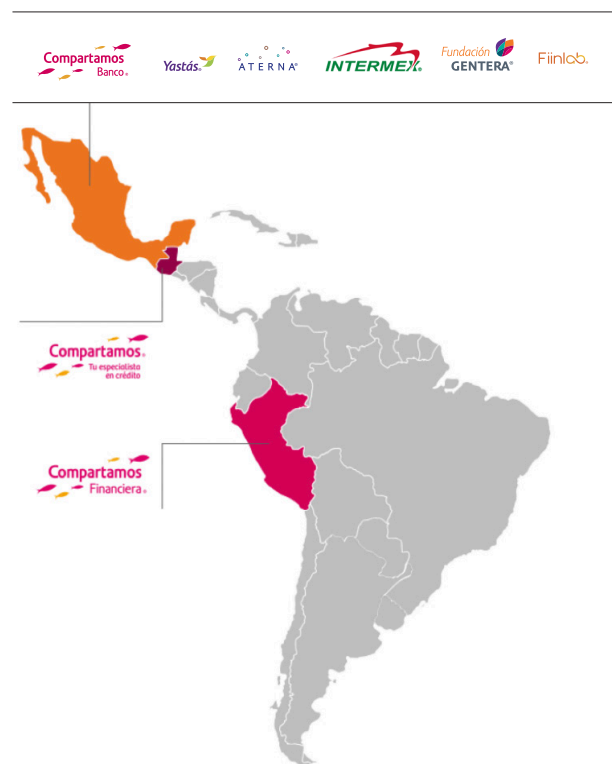 Compartamos
Banco®
Yastás®
ATERNA®
INTERMEX®
Fundación
GENTERA®
Fiinlab®
Compartamos®
Tu especialista
en crédito
Compartamos
Financiera®